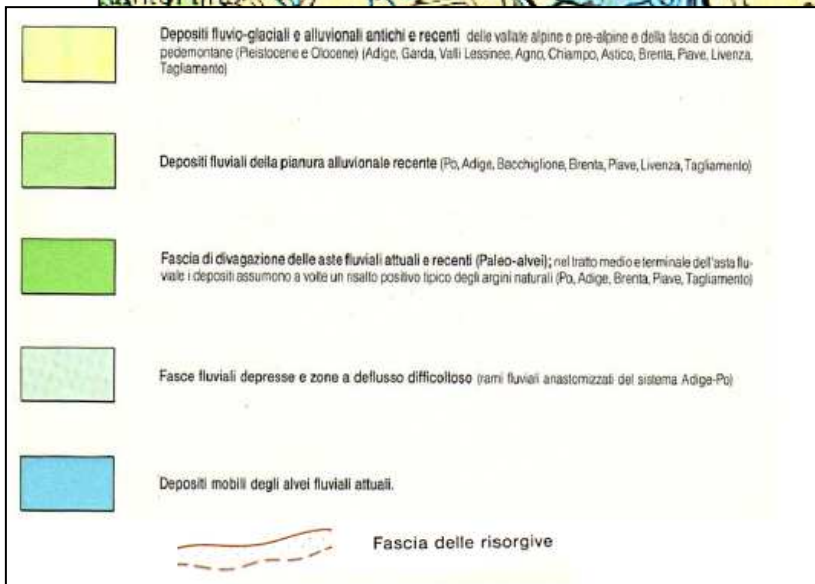 Depositi fluvio-glaciali e alluvionali antichi e recenti delle vallate alpine e pre-alpine e della fascia di conoidi
pedemontane (Pleistocene e Olocene) (Adige, Garda, Valli Lessinee, Agno, Chiampo, Astico, Brenta, Piave, Livenza,
Tagliamento)
Depositi fluviali della pianura alluvionale recente (Po, Adige, Bacchiglione, Brenta, Piave, Livenza, Tagliamento)
Fascia di divagazione delle aste fluviali attuali e recenti (Paleo-alvei); nel tratto medio e terminale dell'asta flu-
viale i depositi assumono a volte un risalto positivo tipico degli argini naturali (Po, Adige, Brenta, Piave, Tagliamento)
Fasce fluviali depresse e zone a deflusso difficoltoso (rami fluviali anastomizzati del sistema Adige-Po)
Depositi mobili degli alvei fluviali attuali.
Fascia delle risorgive